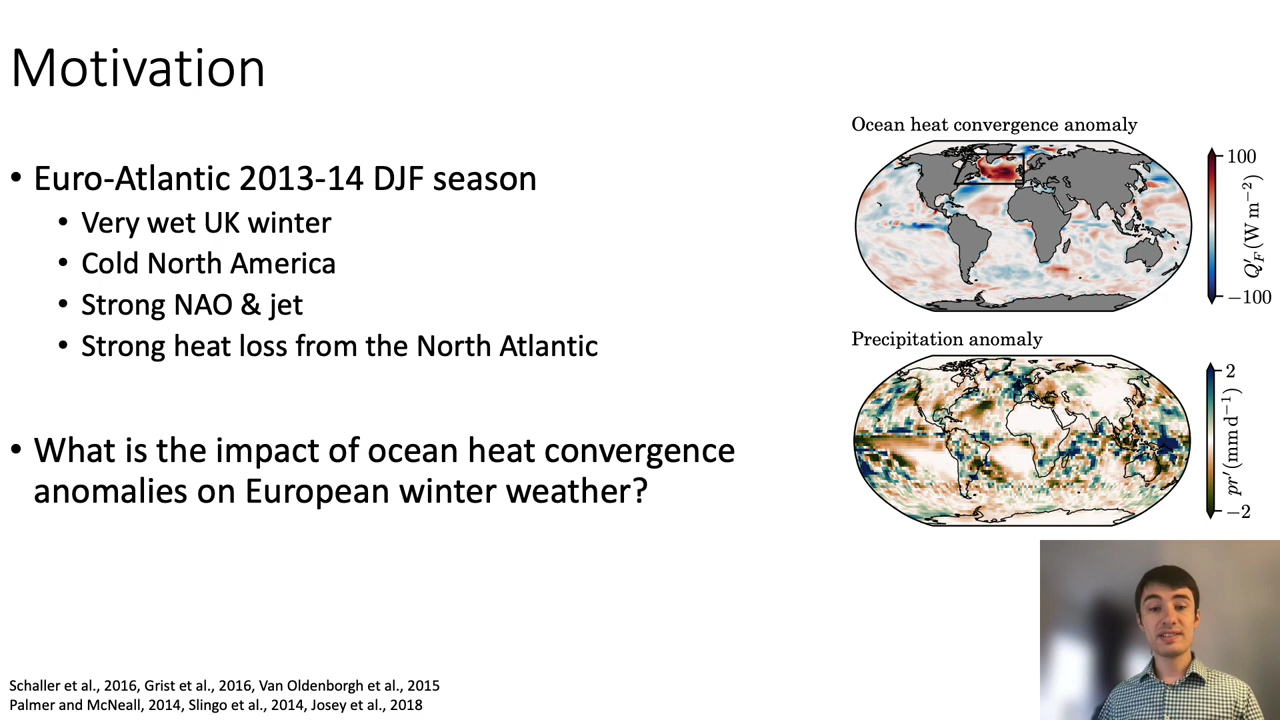 Motivation
• Euro-Atlantic 2013-14 DJF season
• Very wet UK winter
• Cold North America
• Strong NAO & jet
• Strong heat loss from the North Atlantic
• What is the impact of ocean heat convergence
anomalies on European winter weather?
Ocean heat convergence anomaly
100
Q′F (W m−2)
−100
Precipitation anomaly
2
pr′ (mm d−1)
−2
Schaller et al., 2016, Grist et al., 2016, Van Oldenborgh et al., 2015
Palmer and McNeall, 2014, Slingo et al., 2014, Josey et al., 2018